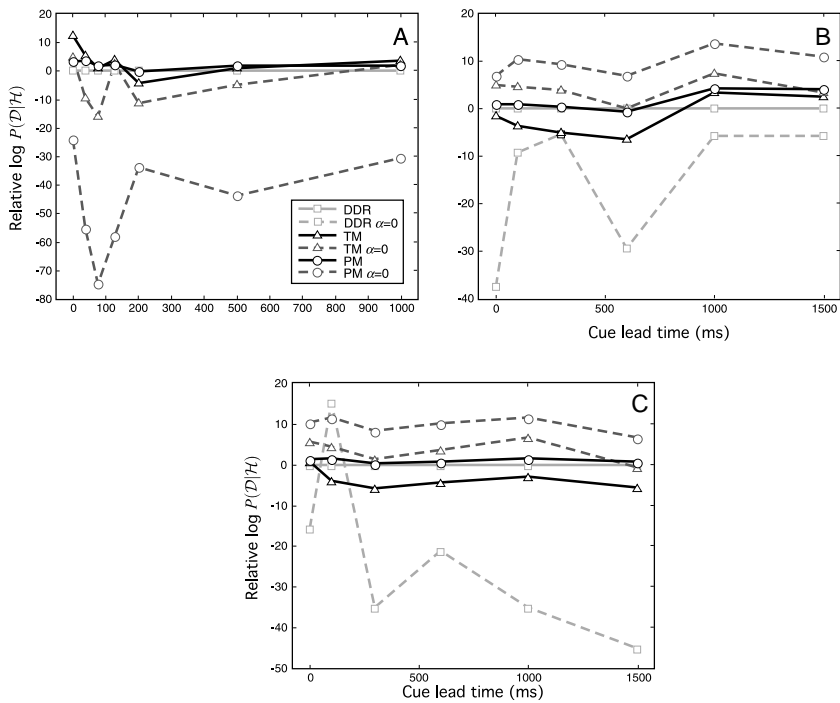 A
Relative log P(D|H)
20
10
0
-10
-20
-30
-40
-50
-60
-70
-80
0 100 200 300 400 500 600 700 800 900 1000
DDR
DDR α=0
TM
TM α=0
PM
PM α=0
B
20
10
0
-10
-20
-30
-40
0 500 1000 1500
Cue lead time (ms)
C
Relative log P(D|H)
20
10
0
-10
-20
-30
-40
-50
0 500 1000 1500
Cue lead time (ms)